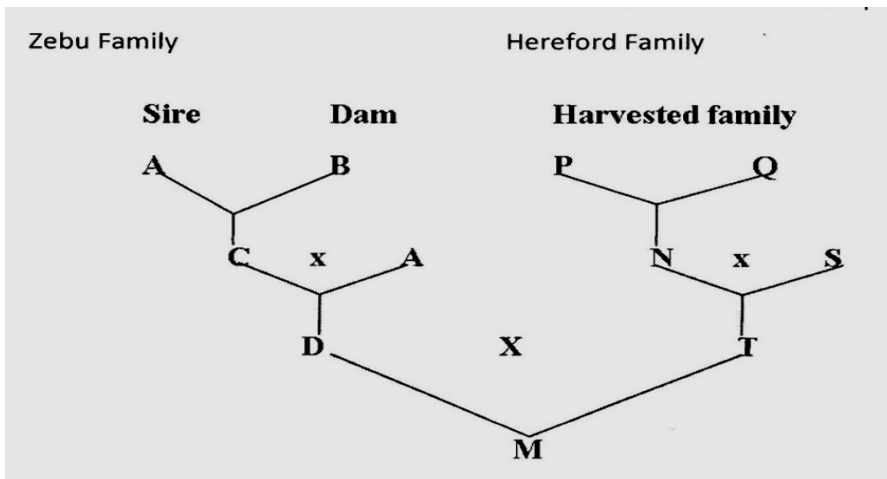 Zebu Family Hereford Family
Sire Dam Harvested family
A B P Q
C x A N x S
D X T
M